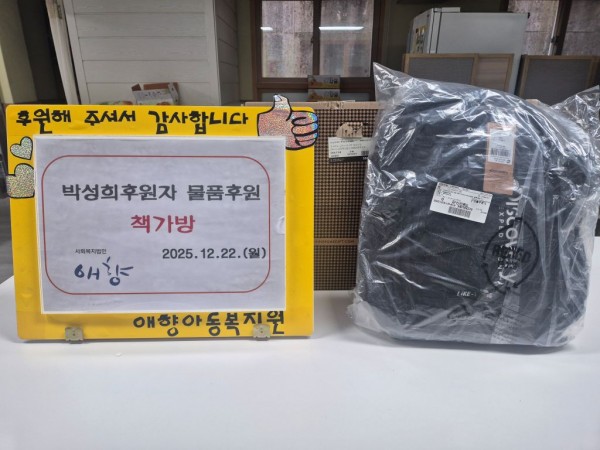 후원해 주셔서 감사합니다
박성희후원자 물품후원
책가방
2025.12.22.(월)
사회복지법인
애향
애향아동복지원